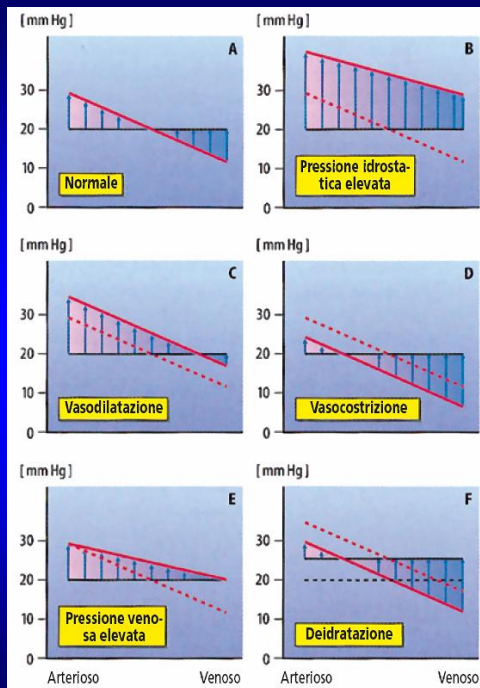 [mm Hg]
A
30
20
10
0
Normale
[mm Hg]
B
30
20
10
0
Pressione idrosta-
tica elevata
[mm Hg]
C
30
20
10
0
Vasodilatazione
[mm Hg]
D
30
20
10
0
Vasocostrizione
[mm Hg]
E
30
20
10
0
Pressione veno-
sa elevata
Arterioso Venoso
[mm Hg]
F
30
20
10
0
Deidratazione
Arterioso Venoso